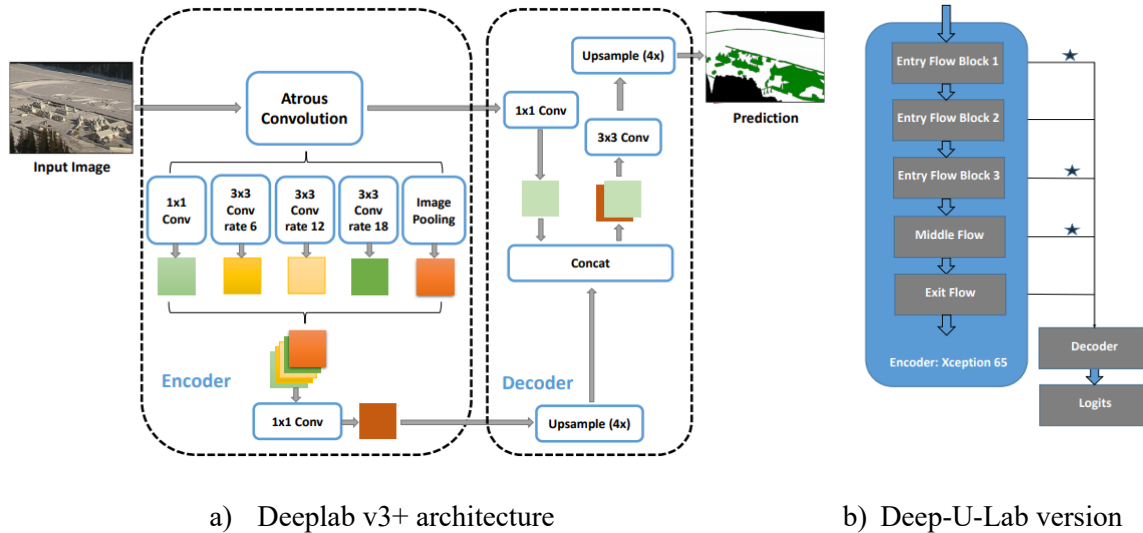 Input Image
Atrous
Convolution
1x1
Conv
3x3
Conv
rate 6
3x3
Conv
rate 12
3x3
Conv
rate 18
Image
Pooling
Encoder
1x1 Conv
1x1 Conv
Upsample (4x)
3x3 Conv
Concat
Decoder
Upsample (4x)
Prediction
Entry Flow Block 1
Entry Flow Block 2
Entry Flow Block 3
Middle Flow
Exit Flow
Encoder: Xception 65
Decoder
Logits
a) Deeplab v3+ architecture
b) Deep-U-Lab version